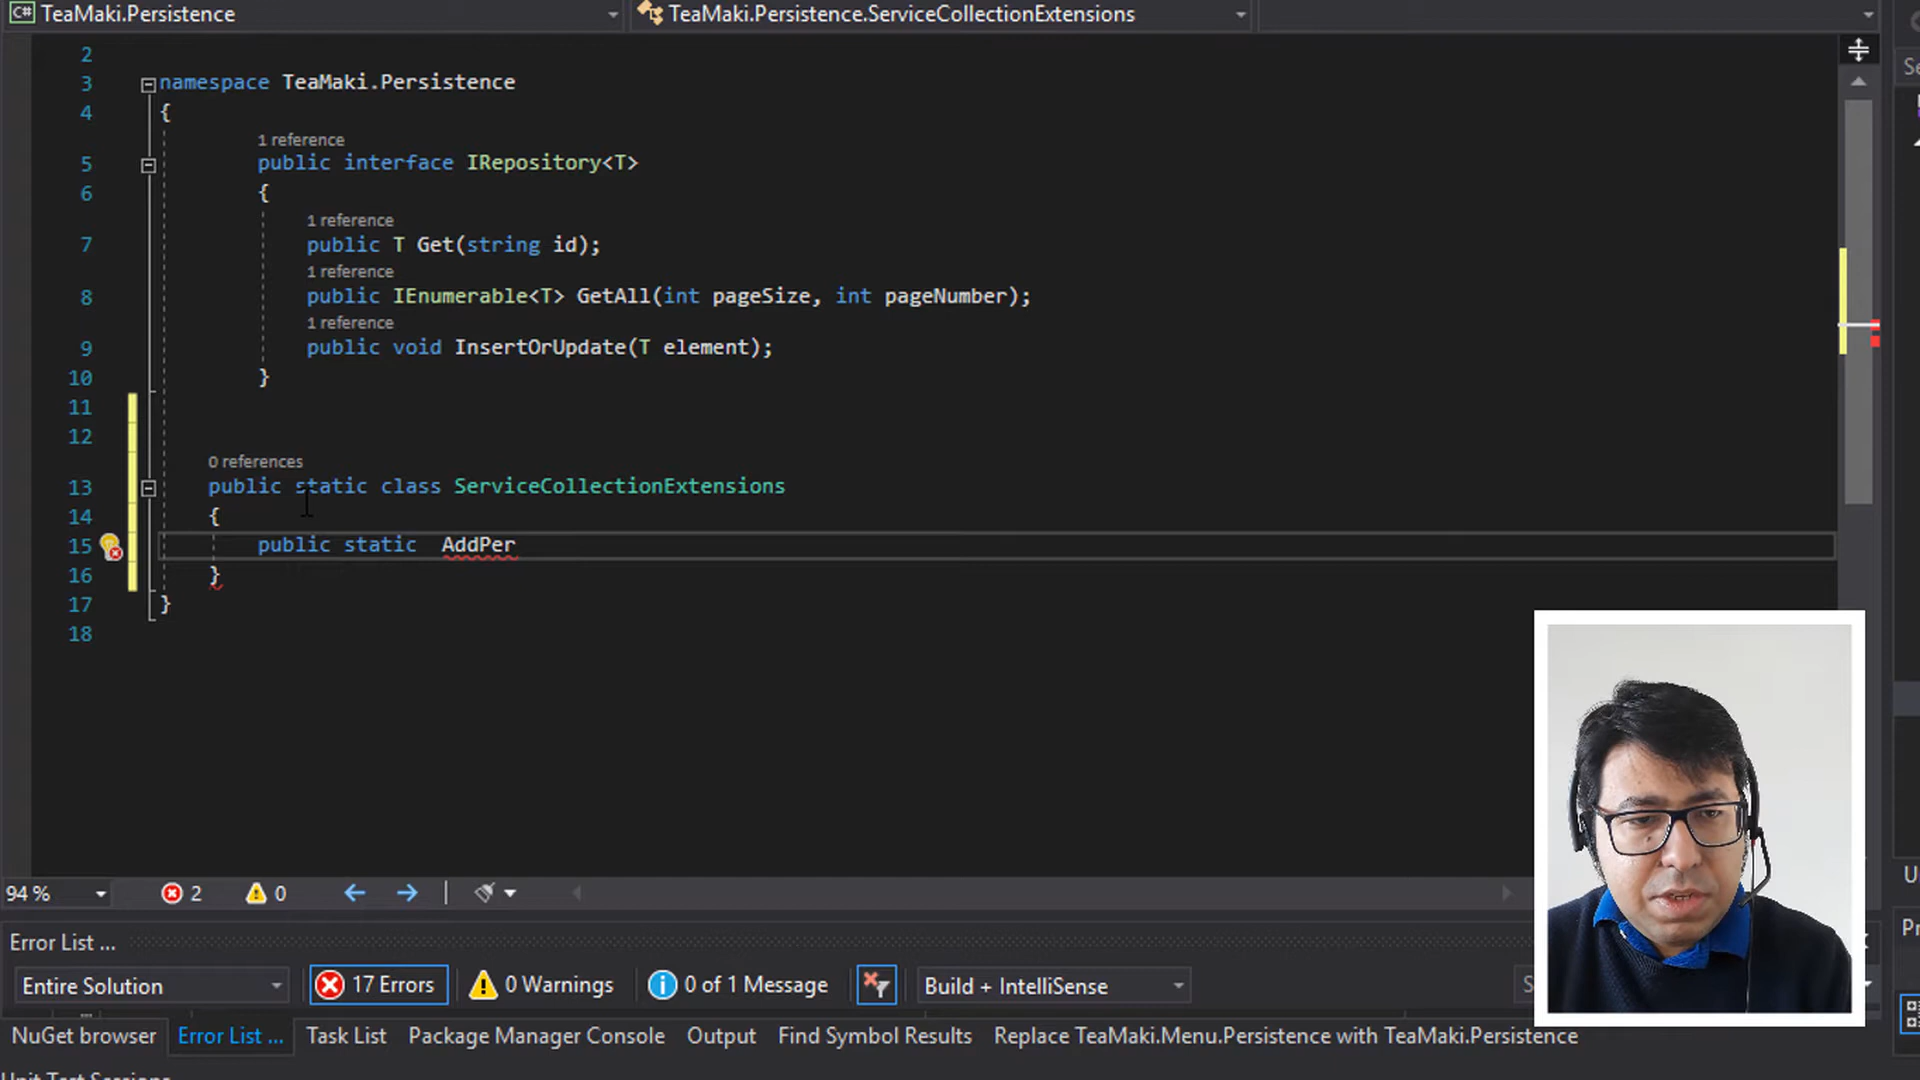 C# TeaMaki.Persistence TeaMaki.Persistence.ServiceCollectionExtensions
2
3 namespace TeaMaki.Persistence
4 {
1 reference
5 public interface IRepository<T>
6 {
1 reference
7 public T Get(string id);
1 reference
8 public IEnumerable<T> GetAll(int pageSize, int pageNumber);
1 reference
9 public void InsertOrUpdate(T element);
10 }
11
12
0 references
13 public static class ServiceCollectionExtensions
14 {
15 public static  AddPer
16 }
17 }
18
94 % 2 0
Error List ...
Entire Solution 17 Errors 0 Warnings 0 of 1 Message Build + IntelliSense
NuGet browser Error List ... Task List Package Manager Console Output Find Symbol Results Replace TeaMaki.Menu.Persistence with TeaMaki.Persistence
Unit Test Sessions